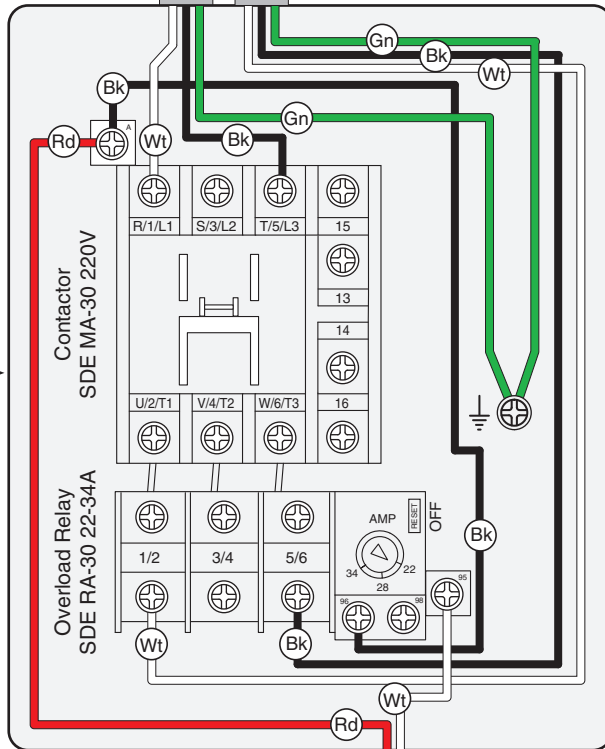 Gn
Bk
Wt
Bk
Gn
A
Rd
Wt
Bk
R/1/L1 S/3/L2 T/5/L3 15
13
14
Contactor
SDE MA-30 220V
U/2/T1 V/4/T2 W/6/T3 16
Overload Relay
SDE RA-30 22-34A
1/2 3/4 5/6
AMP
RESET
OFF
34 28 22
Bk
96 98 95
Wt
Bk
Wt
Rd